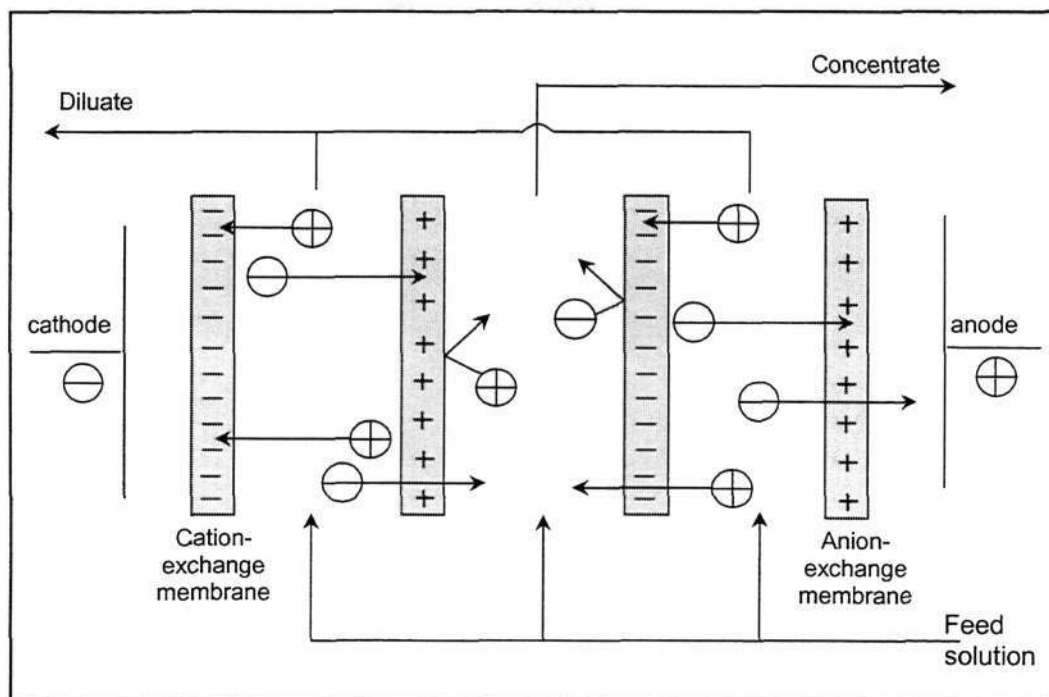 Concentrate
Diluate
cathode
anode
Cation-
exchange
membrane
Anion-
exchange
membrane
Feed
solution